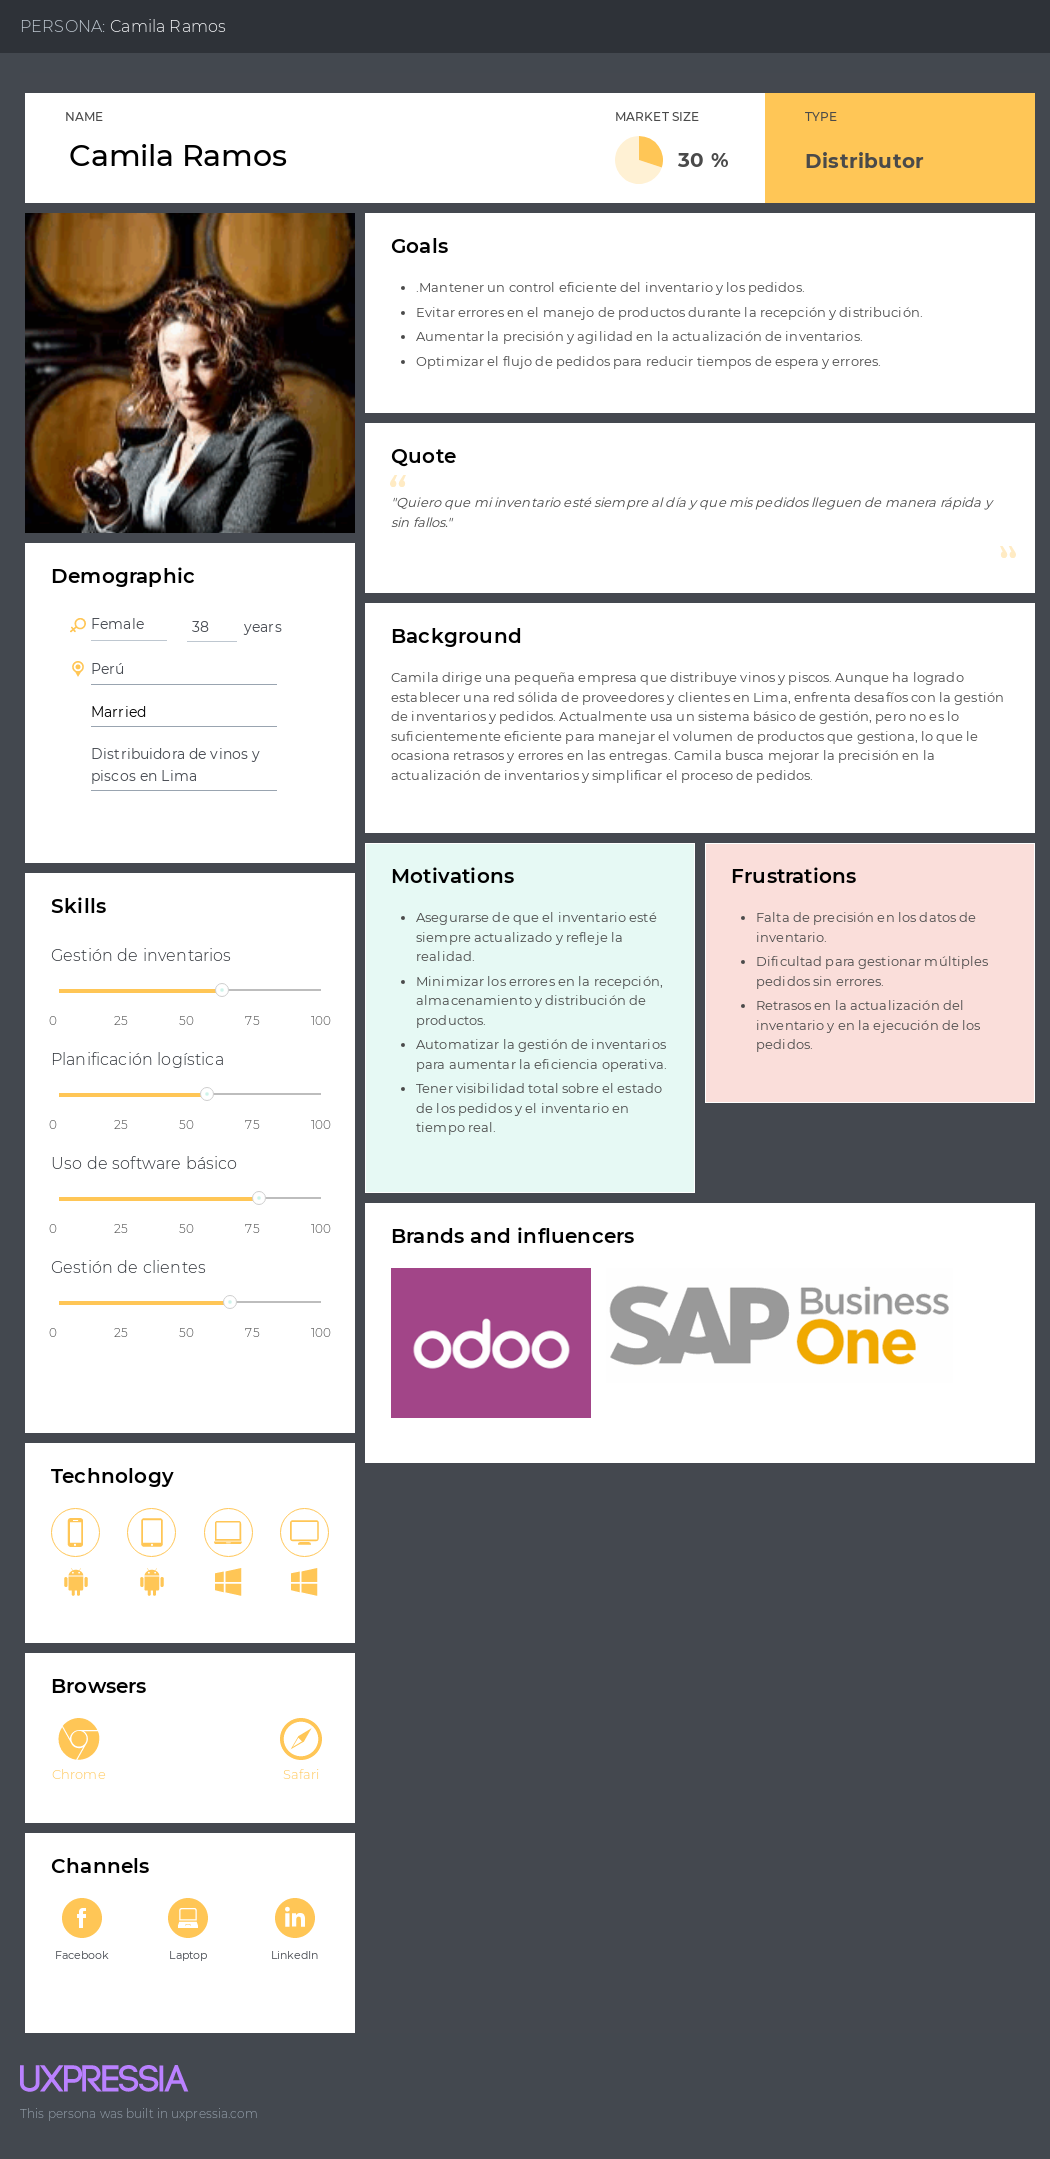 PERSONA: Camila Ramos
NAME
Camila Ramos
MARKET SIZE
30 %
TYPE
Distributor
Goals
.Mantener un control eficiente del inventario y los pedidos.
Evitar errores en el manejo de productos durante la recepción y distribución.
Aumentar la precisión y agilidad en la actualización de inventarios.
Optimizar el flujo de pedidos para reducir tiempos de espera y errores.
Quote
“
"Quiero que mi inventario esté siempre al día y que mis pedidos lleguen de manera rápida y
sin fallos."
”
Demographic
Female
38 years
Perú
Married
Distribuidora de vinos y
piscos en Lima
Background
Camila dirige una pequeña empresa que distribuye vinos y piscos. Aunque ha logrado
establecer una red sólida de proveedores y clientes en Lima, enfrenta desafíos con la gestión
de inventarios y pedidos. Actualmente usa un sistema básico de gestión, pero no es lo
suficientemente eficiente para manejar el volumen de productos que gestiona, lo que le
ocasiona retrasos y errores en las entregas. Camila busca mejorar la precisión en la
actualización de inventarios y simplificar el proceso de pedidos.
Skills
Gestión de inventarios
0 25 50 75 100
Planificación logística
0 25 50 75 100
Uso de software básico
0 25 50 75 100
Gestión de clientes
0 25 50 75 100
Motivations
Asegurarse de que el inventario esté
siempre actualizado y refleje la
realidad.
Minimizar los errores en la recepción,
almacenamiento y distribución de
productos.
Automatizar la gestión de inventarios
para aumentar la eficiencia operativa.
Tener visibilidad total sobre el estado
de los pedidos y el inventario en
tiempo real.
Frustrations
Falta de precisión en los datos de
inventario.
Dificultad para gestionar múltiples
pedidos sin errores.
Retrasos en la actualización del
inventario y en la ejecución de los
pedidos.
Brands and influencers
odoo
SAP Business
One
Technology
Browsers
Chrome
Safari
Channels
f
in
Facebook
Laptop
LinkedIn
UXPRESSIA
This persona was built in uxpressia.com